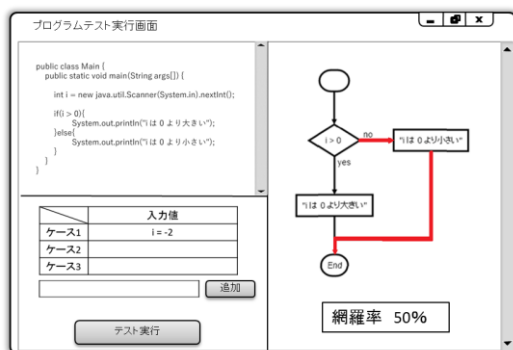 プログラムテスト実行画面
public class Main {
public static void main(String args[]) {
int i = new java.util.Scanner(System.in).nextInt();
if(i > 0){
System.out.println("i は 0 より大きい");
}else{
System.out.println("i は 0 より小さい");
}
}
}
入力値
ケース1 i = -2
ケース2
ケース3
追加
テスト実行
i > 0
no
"i は 0 より小さい"
yes
"i は 0 より大きい"
End
網羅率 50%